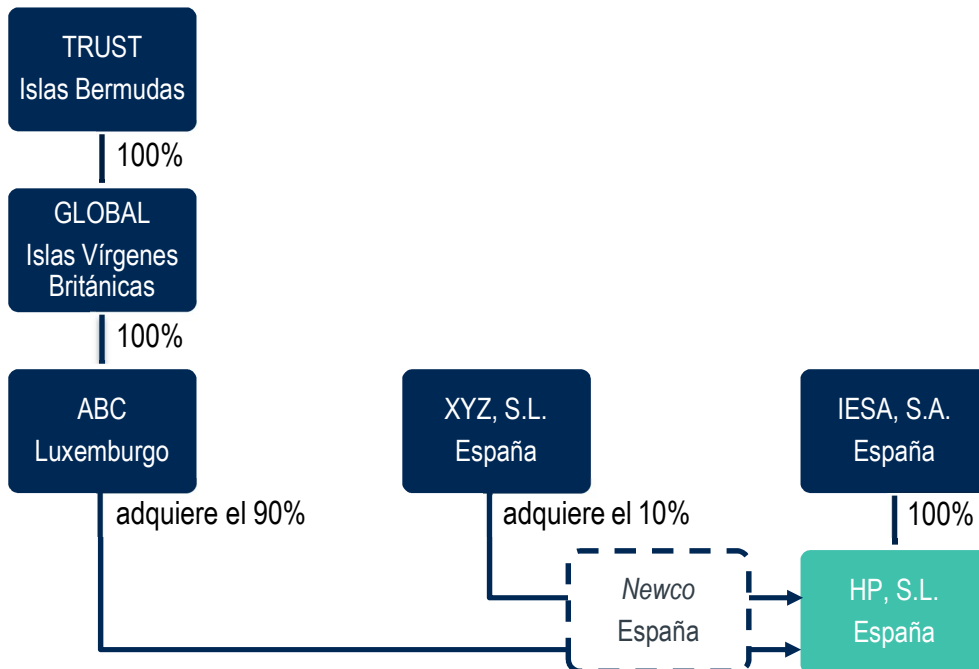 TRUST
Islas Bermudas
100%
GLOBAL
Islas Vírgenes
Británicas
100%
ABC
Luxemburgo
XYZ, S.L.
España
IESA, S.A.
España
adquiere el 90%
adquiere el 10%
100%
Newco
España
HP, S.L.
España